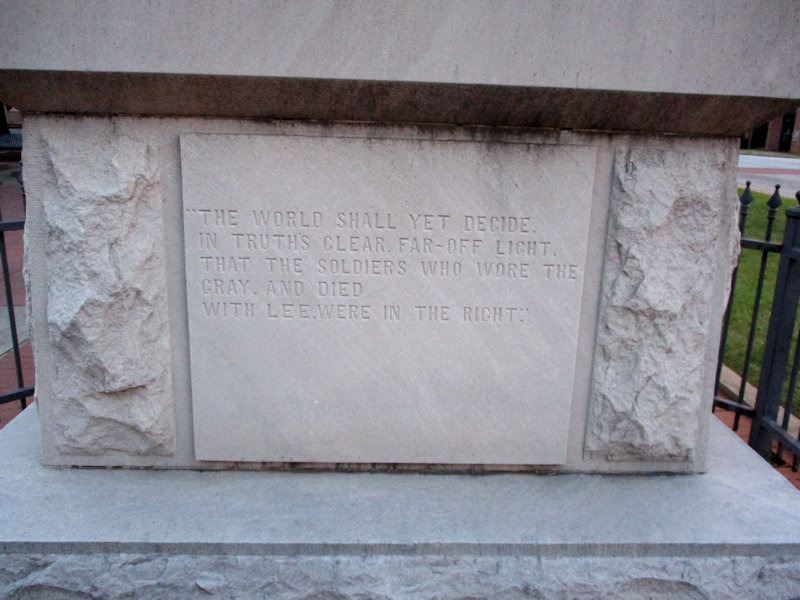 "THE WORLD SHALL YET DECIDE,
IN TRUTH'S CLEAR, FAR-OFF LIGHT,
THAT THE SOLDIERS WHO WORE THE
GRAY, AND DIED
WITH LEE, WERE IN THE RIGHT."